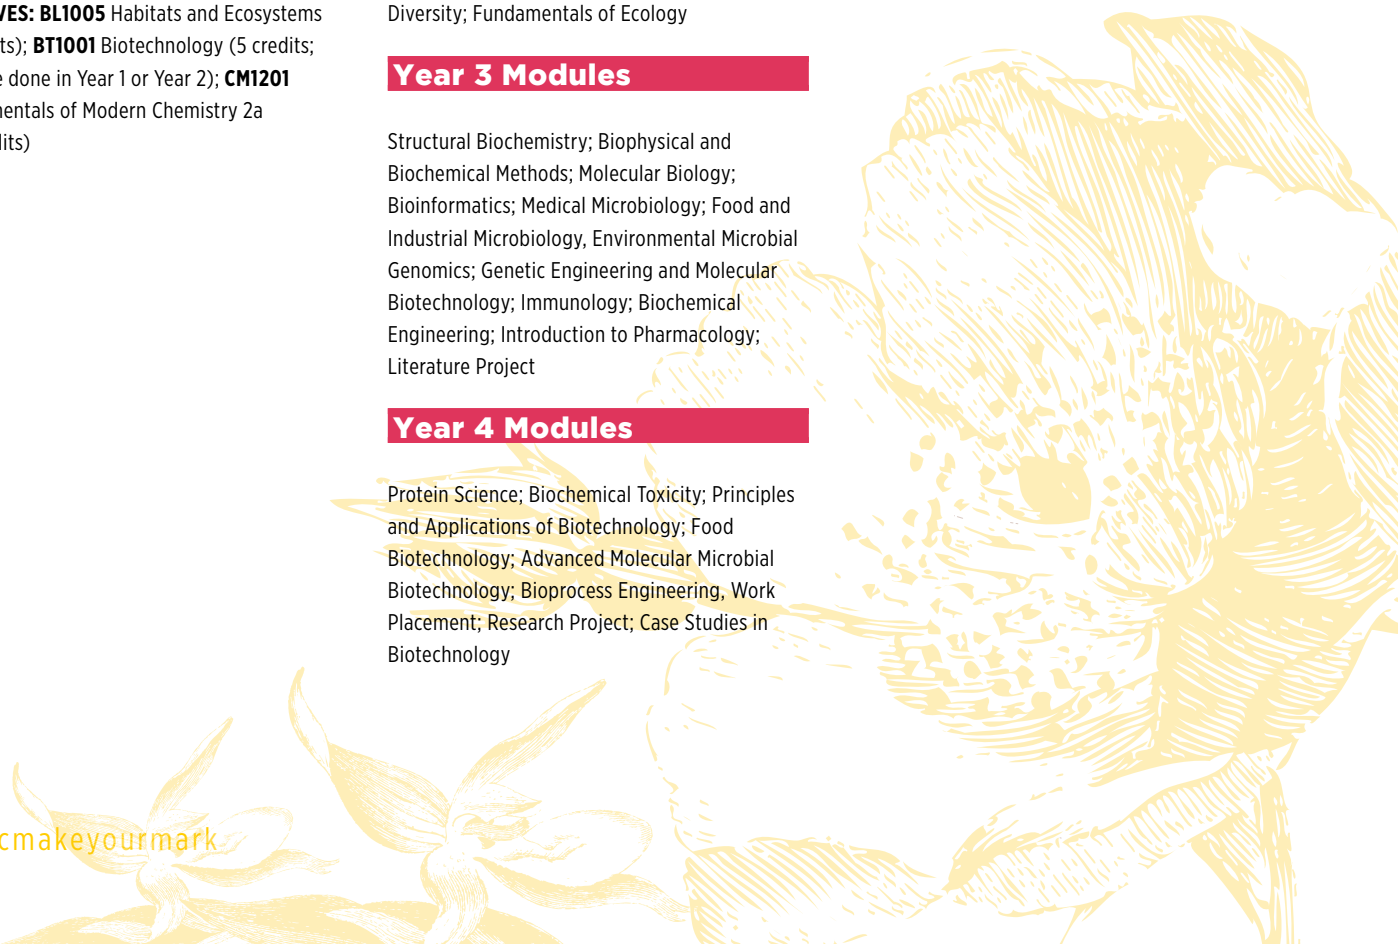 VES: BL1005 Habitats and Ecosystems
ts); BT1001 Biotechnology (5 credits;
e done in Year 1 or Year 2); CM1201
nentals of Modern Chemistry 2a
lits)
Diversity; Fundamentals of Ecology
Year 3 Modules
Structural Biochemistry; Biophysical and
Biochemical Methods; Molecular Biology;
Bioinformatics; Medical Microbiology; Food and
Industrial Microbiology, Environmental Microbial
Genomics; Genetic Engineering and Molecular
Biotechnology; Immunology; Biochemical
Engineering; Introduction to Pharmacology;
Literature Project
Year 4 Modules
Protein Science; Biochemical Toxicity; Principles
and Applications of Biotechnology; Food
Biotechnology; Advanced Molecular Microbial
Biotechnology; Bioprocess Engineering, Work
Placement; Research Project; Case Studies in
Biotechnology
cmakeyourmark